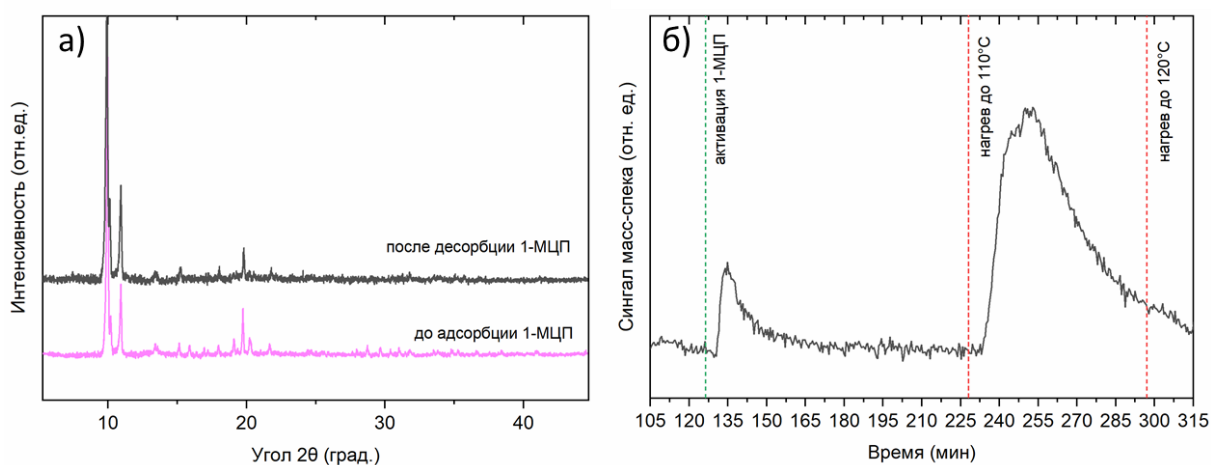 а)
Интенсивность (отн.ед.)
после десорбции 1-МЦП
до адсорбции 1-МЦП
10 20 30 40
Угол 2θ (град.)
б)
Сингал масс-спека (отн. ед.)
активация 1-МЦП
нагрев до 110°C
нагрев до 120°C
105 120 135 150 165 180 195 210 225 240 255 270 285 300 315
Время (мин)